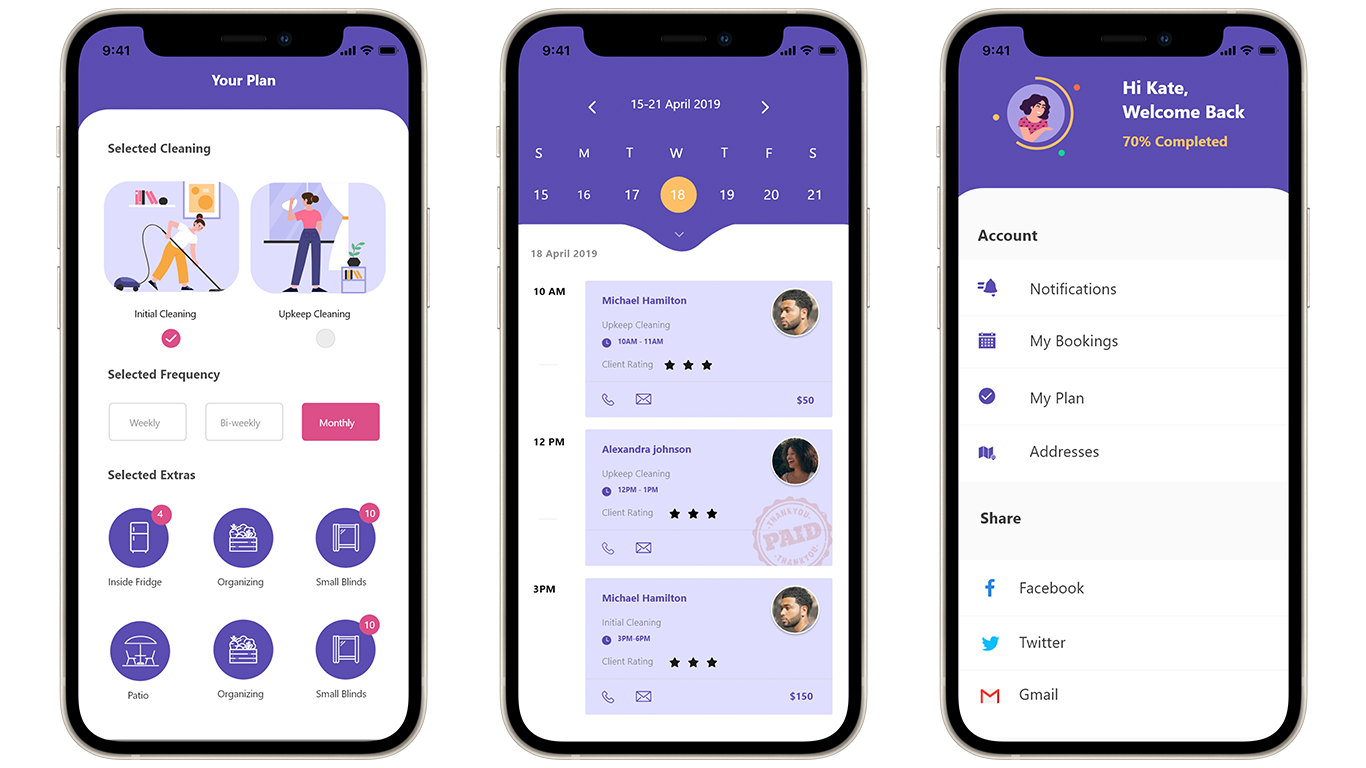 9:41
Your Plan
Selected Cleaning
Initial Cleaning
Upkeep Cleaning
Selected Frequency
Weekly
Bi-weekly
Monthly
Selected Extras
4
10
Inside Fridge
Organizing
Small Blinds
10
Patio
Organizing
Small Blinds
9:41
15-21 April 2019
S M T W T F S
15 16 17 18 19 20 21
18 April 2019
10 AM
Michael Hamilton
Upkeep Cleaning
10AM - 11AM
Client Rating
$50
12 PM
Alexandra johnson
Upkeep Cleaning
12PM - 1PM
Client Rating
THANKYOU
PAID
THANKYOU
3PM
Michael Hamilton
Initial Cleaning
3PM-6PM
Client Rating
$150
9:41
Hi Kate,
Welcome Back
70% Completed
Account
Notifications
My Bookings
My Plan
Addresses
Share
Facebook
Twitter
Gmail